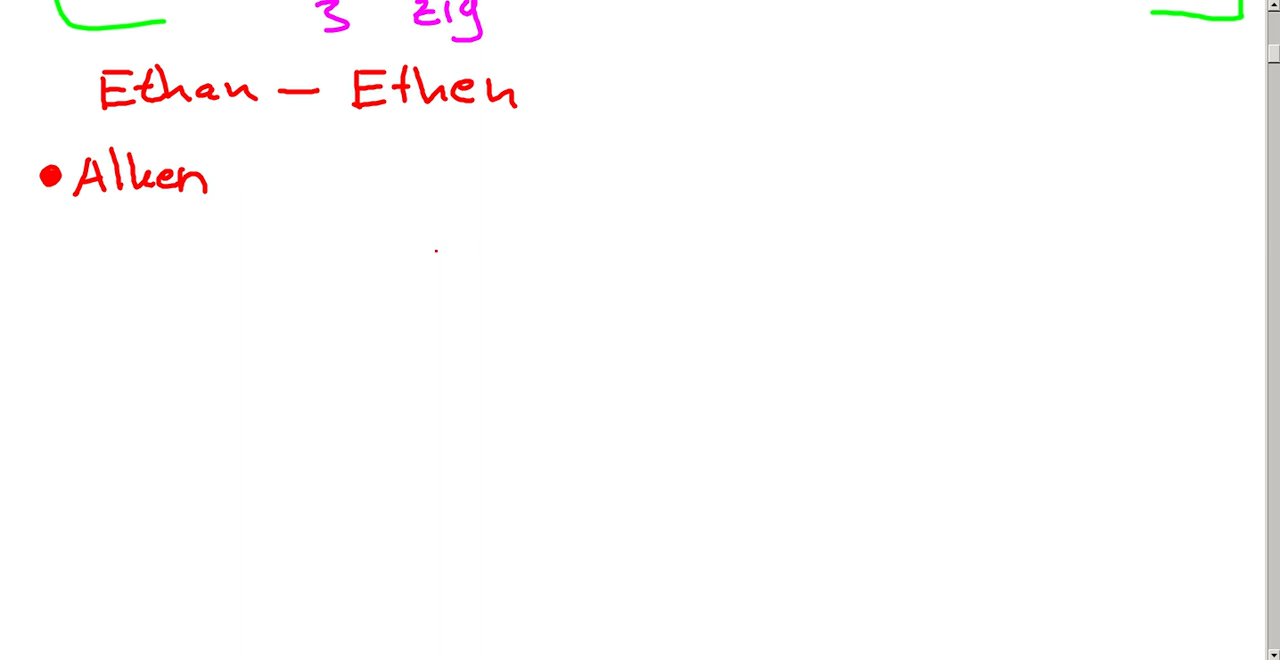 3 zig
Ethan – Ethen
• Alken